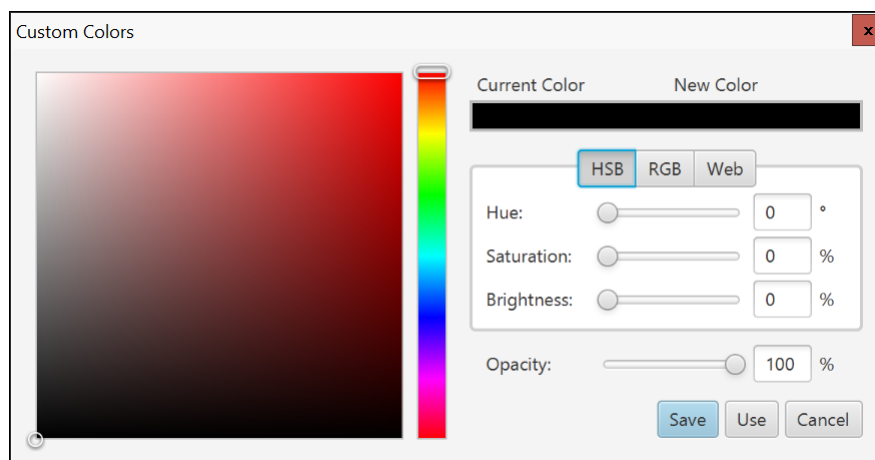 Custom Colors x
Current Color New Color
HSB RGB Web
Hue: 0 °
Saturation: 0 %
Brightness: 0 %
Opacity: 100 %
Save Use Cancel